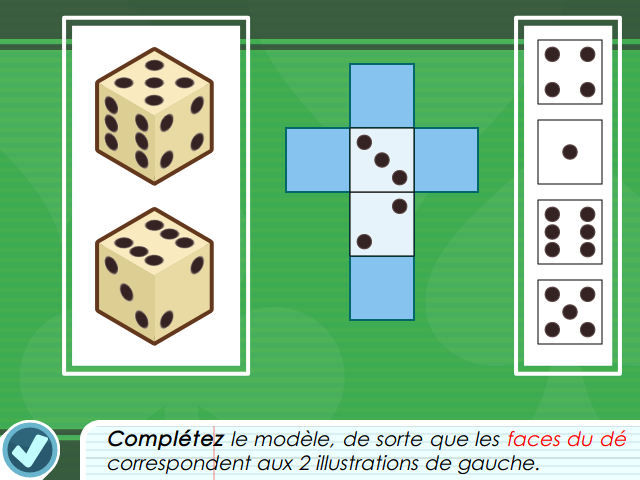 Complétez le modèle, de sorte que les faces du dé
correspondent aux 2 illustrations de gauche.